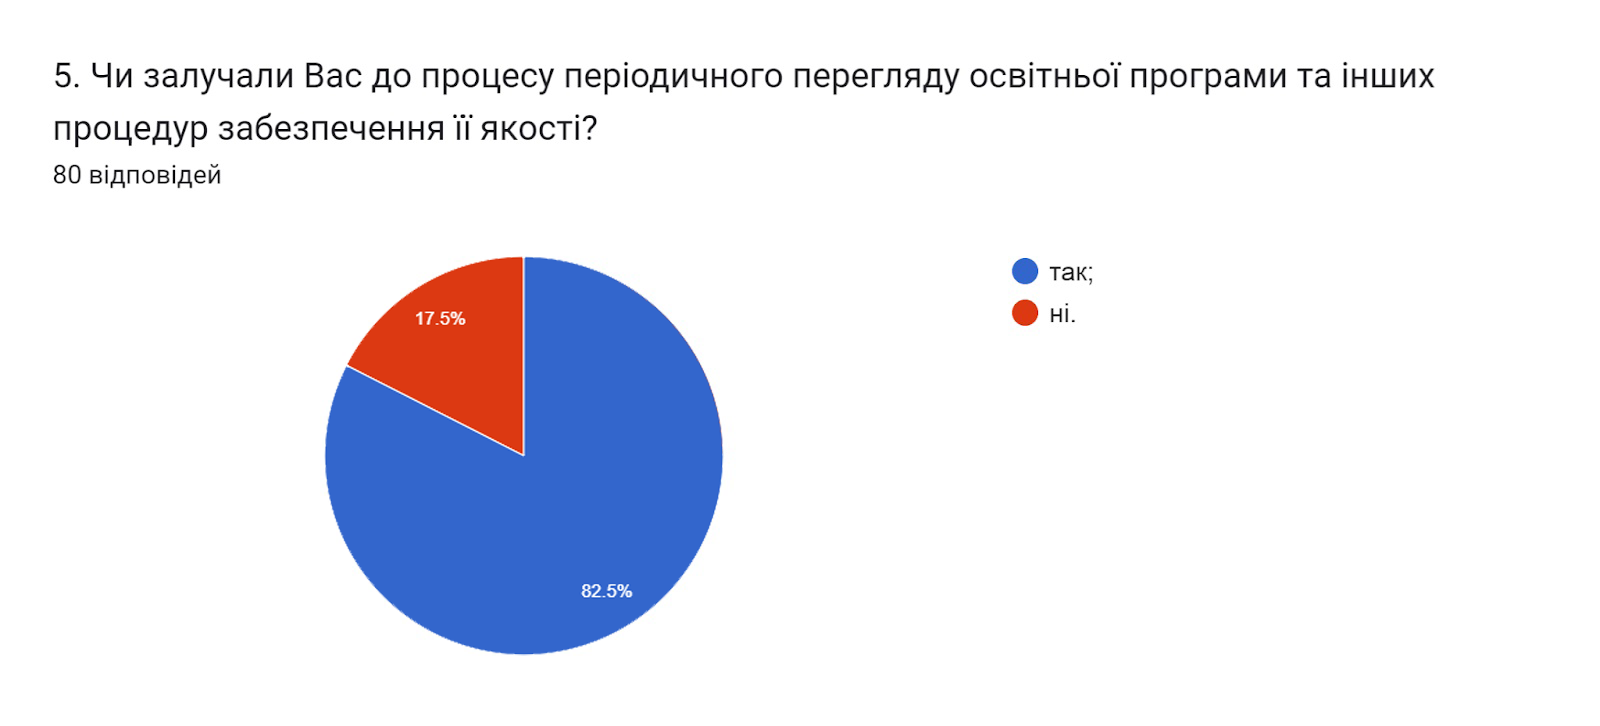 5. Чи залучали Вас до процесу періодичного перегляду освітньої програми та інших
процедур забезпечення її якості?
80 відповідей
так;
ні.
17.5%
82.5%